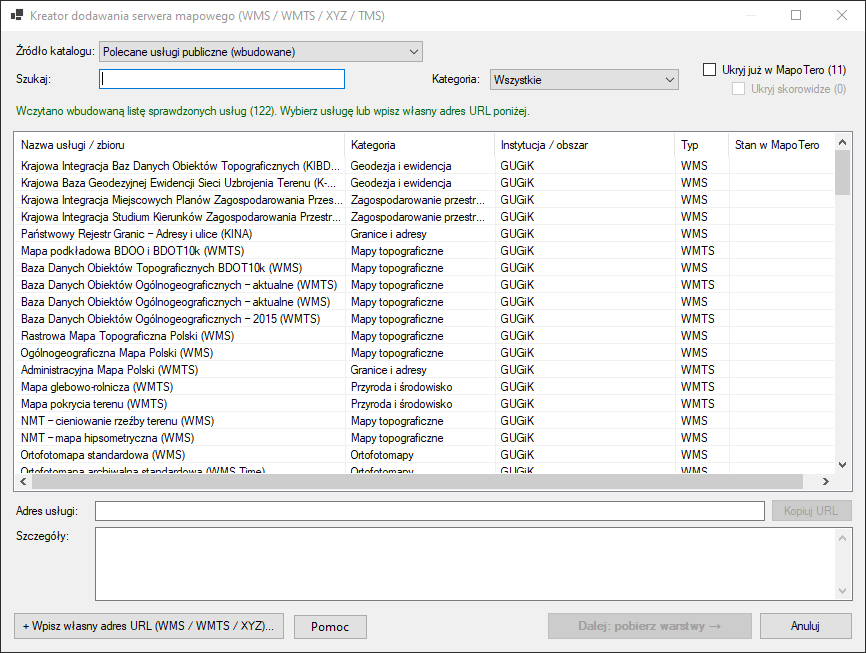 Kreator dodawania serwera mapowego (WMS / WMTS / XYZ / TMS)
Źródło katalogu: Polecane usługi publiczne (wbudowane)
Szukaj: Kategoria: Wszystkie Ukryj już w MapoTero (11)
Ukryj skorowidze (0)
Wczytano wbudowaną listę sprawdzonych usług (122). Wybierz usługę lub wpisz własny adres URL poniżej.
Nazwa usługi / zbioru Kategoria Instytucja / obszar Typ Stan w MapoTero
Krajowa Integracja Baz Danych Obiektów Topograficznych (KIBD... Geodezja i ewidencja GUGiK WMS
Krajowa Baza Geodezyjnej Ewidencji Sieci Uzbrojenia Terenu (K-... Geodezja i ewidencja GUGiK WMS
Krajowa Integracja Miejscowych Planów Zagospodarowania Przes... Zagospodarowanie przestr... GUGiK WMS
Krajowa Integracja Studium Kierunków Zagospodarowania Przestr... Zagospodarowanie przestr... GUGiK WMS
Państwowy Rejestr Granic – Adresy i ulice (KINA) Granice i adresy GUGiK WMS
Mapa podkładowa BDOO i BDOT10k (WMTS) Mapy topograficzne GUGiK WMTS
Baza Danych Obiektów Topograficznych BDOT10k (WMS) Mapy topograficzne GUGiK WMS
Baza Danych Obiektów Ogólnogeograficznych – aktualne (WMTS) Mapy topograficzne GUGiK WMTS
Baza Danych Obiektów Ogólnogeograficznych – aktualne (WMS) Mapy topograficzne GUGiK WMS
Baza Danych Obiektów Ogólnogeograficznych – 2015 (WMTS) Mapy topograficzne GUGiK WMTS
Rastrowa Mapa Topograficzna Polski (WMS) Mapy topograficzne GUGiK WMS
Ogólnogeograficzna Mapa Polski (WMS) Mapy topograficzne GUGiK WMS
Administracyjna Mapa Polski (WMTS) Granice i adresy GUGiK WMTS
Mapa glebowo-rolnicza (WMTS) Przyroda i środowisko GUGiK WMTS
Mapa pokrycia terenu (WMTS) Przyroda i środowisko GUGiK WMTS
NMT – cieniowanie rzeźby terenu (WMS) Mapy topograficzne GUGiK WMS
NMT – mapa hipsometryczna (WMS) Mapy topograficzne GUGiK WMS
Ortofotomapa standardowa (WMS) Ortofotomapy GUGiK WMS
Ortofotomapa archiwalna standardowa (WMS Time) Ortofotomapy GUGiK WMS
Adres usługi: Kopiuj URL
Szczegóły:
+ Wpisz własny adres URL (WMS / WMTS / XYZ)... Pomoc Dalej: pobierz warstwy → Anuluj